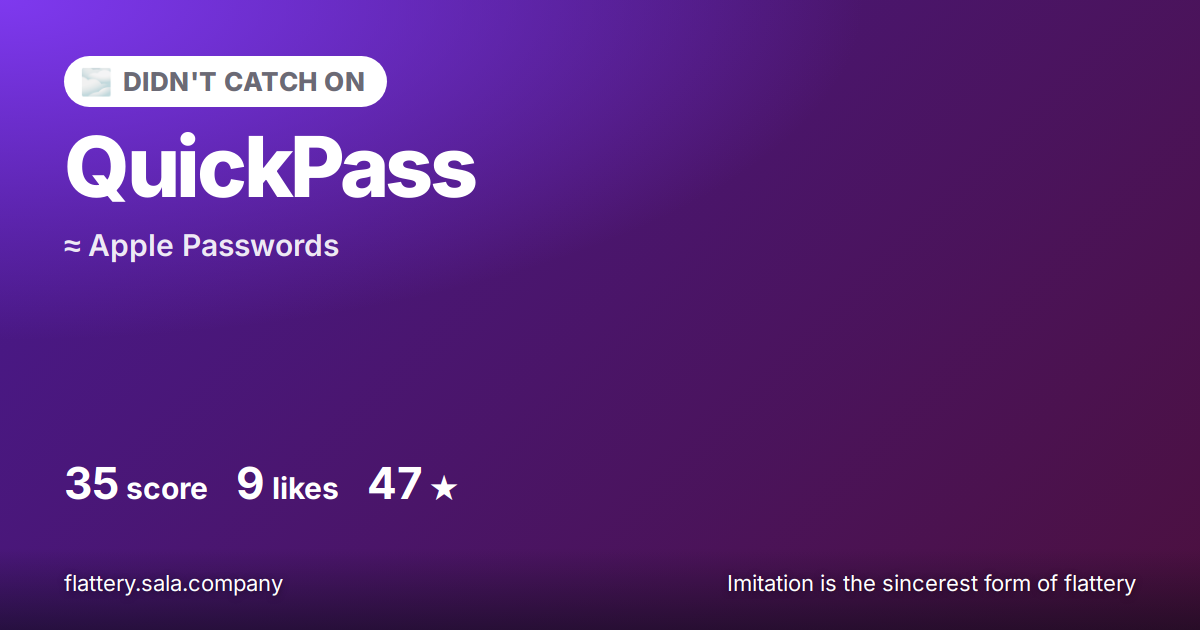 DIDN'T CATCH ON
QuickPass
≈ Apple Passwords
35 score 9 likes 47 ★
flattery.sala.company
Imitation is the sincerest form of flattery